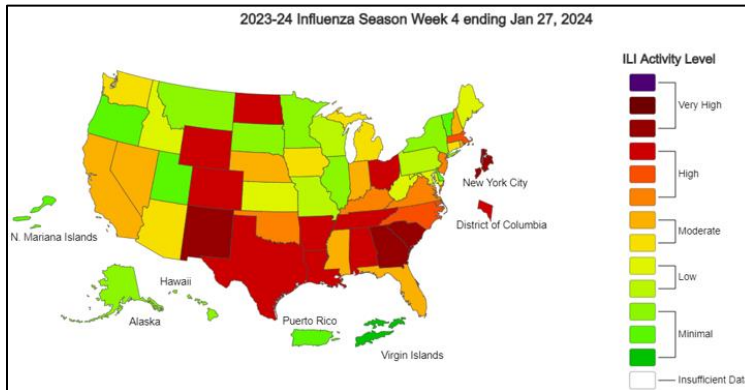 2023-24 Influenza Season Week 4 ending Jan 27, 2024
ILI Activity Level
Very High
High
Moderate
Low
Minimal
Insufficient Data
New York City
District of Columbia
N. Mariana Islands
Hawaii
Alaska
Puerto Rico
Virgin Islands